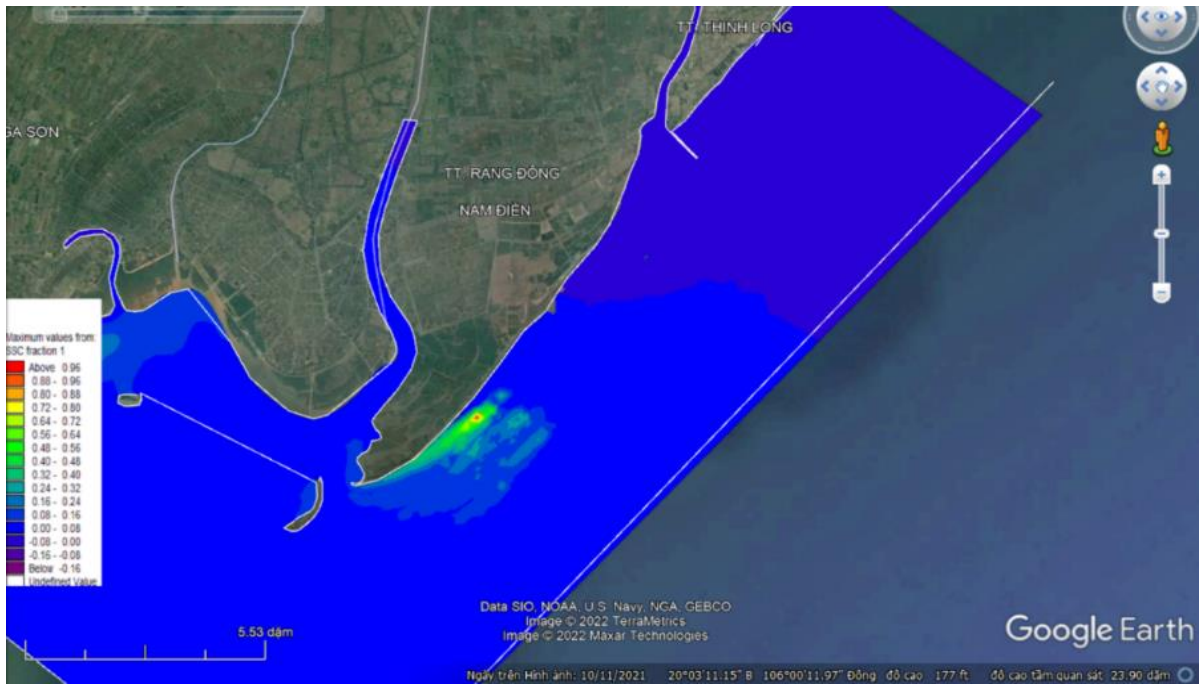 TT. THỊNH LONG
GA SƠN
TT. RẠNG ĐÔNG
NAM ĐIỀN
Maximum values from:
SSC fraction 1
Above 0.96
0.88 - 0.96
0.80 - 0.88
0.72 - 0.80
0.64 - 0.72
0.56 - 0.64
0.48 - 0.56
0.40 - 0.48
0.32 - 0.40
0.24 - 0.32
0.16 - 0.24
0.08 - 0.16
0.00 - 0.08
-0.08 - 0.00
-0.16 - -0.08
Below -0.16
Undefined Value
5.53 dặm
Data SIO, NOAA, U.S. Navy, NGA, GEBCO
Image © 2022 TerraMetrics
Image © 2022 Maxar Technologies
Google Earth
Ngày trên Hình ảnh: 10/11/2021 20°03'11.15" B 106°00'11.97" Đông độ cao 177 ft độ cao tầm quan sát 23.90 dặm